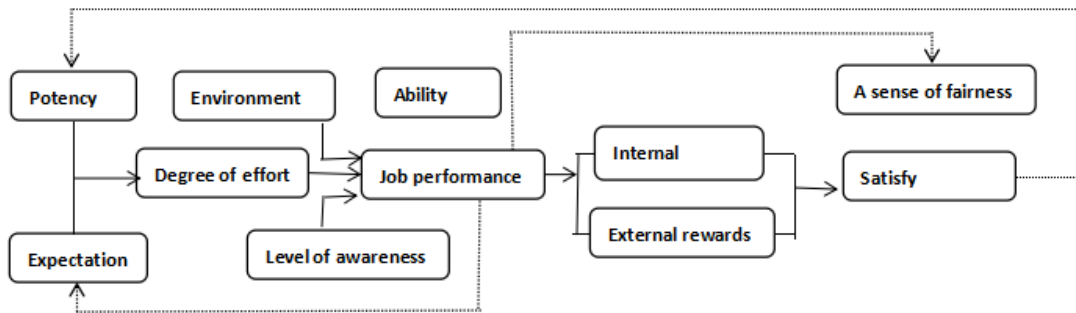 Potency
Environment
Ability
A sense of fairness
Degree of effort
Job performance
Internal
Satisfy
Expectation
Level of awareness
External rewards